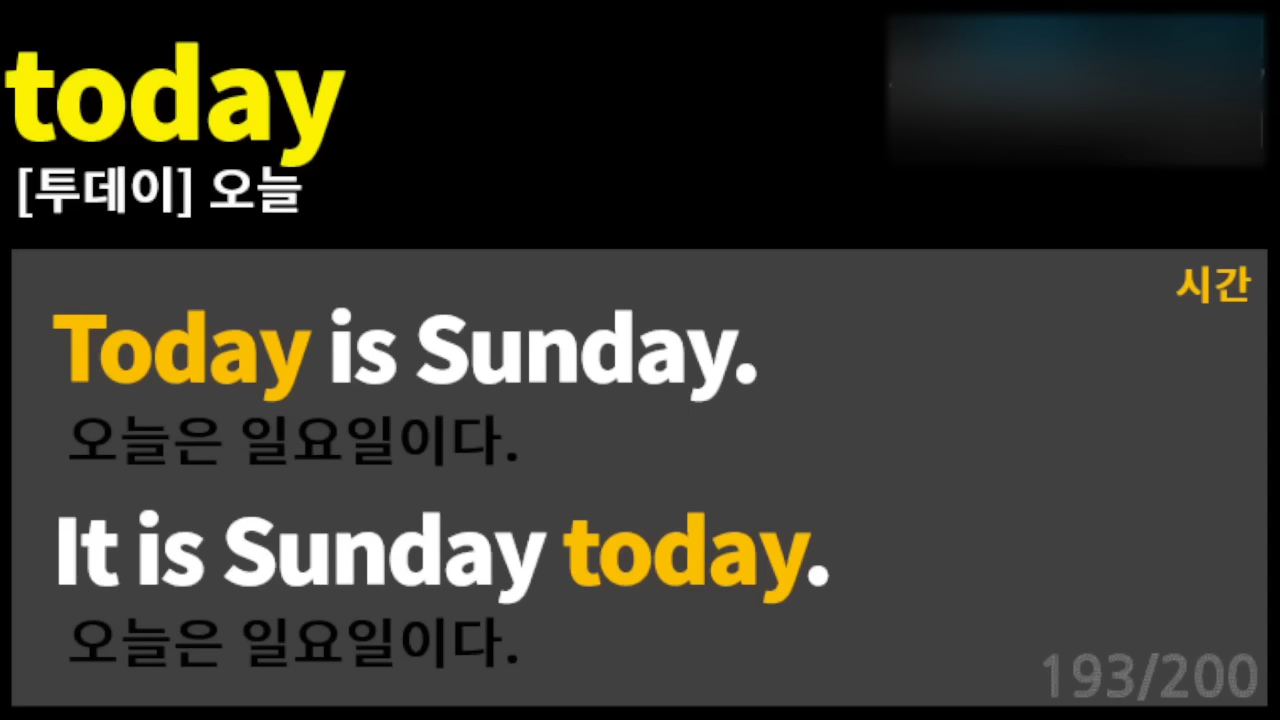 today
[투데이] 오늘
시간
Today is Sunday.
오늘은 일요일이다.
It is Sunday today.
오늘은 일요일이다.
193/200